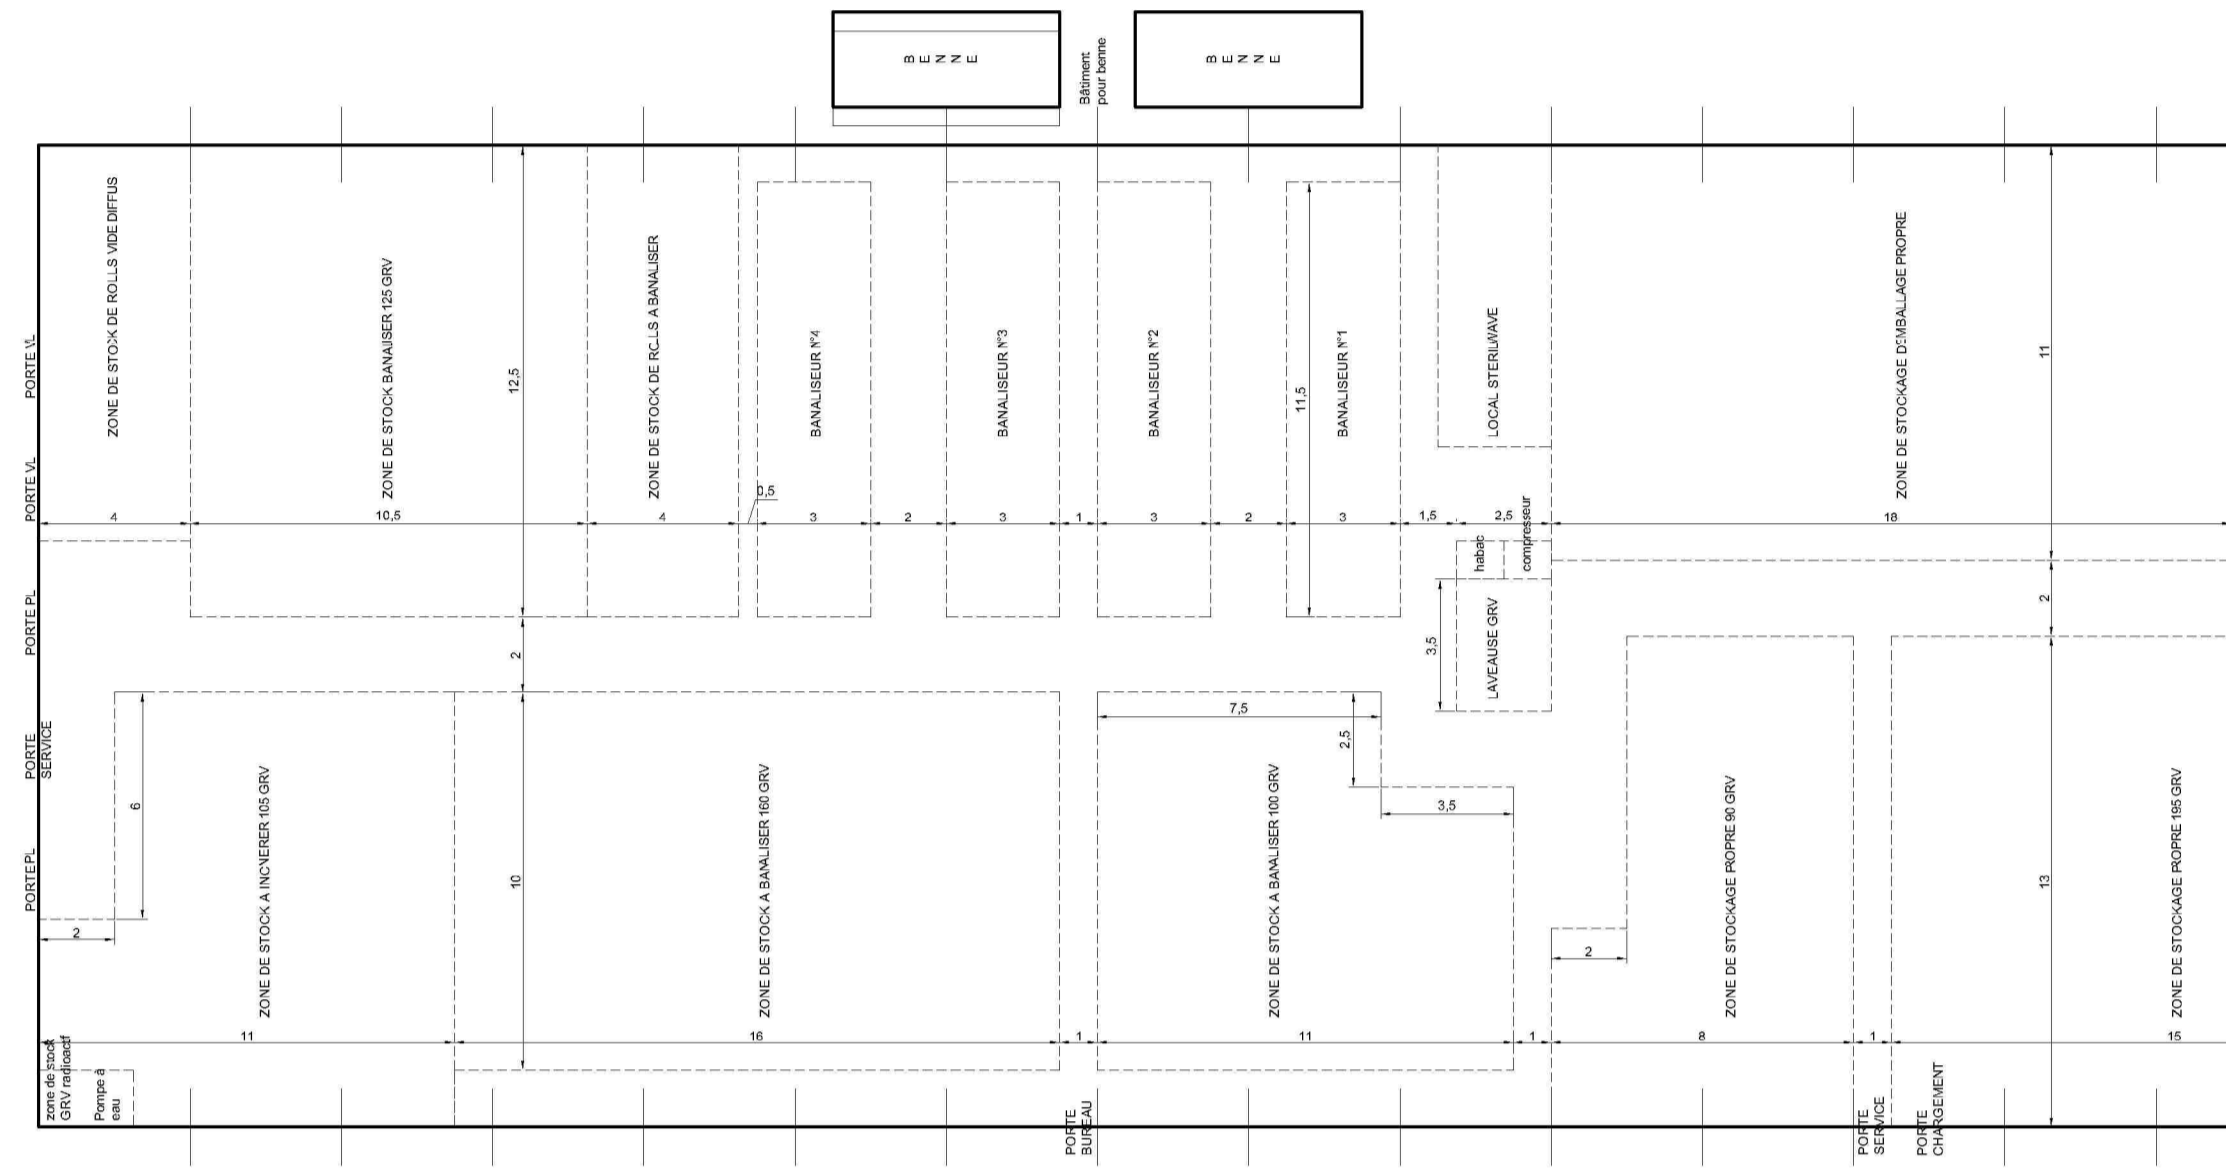 B E N N E
Bâtiment
pour benne
B E N N E
PORTE VL
PORTE VL
PORTE PL
PORTE
SERVICE
PORTE PL
ZONE DE STOCK DE ROLLS VIDE DIFFUS
ZONE DE STOCK BANALISER 125 GRV
12,5
ZONE DE STOCK DE ROLLS A BANALISER
BANALISEUR N°4
BANALISEUR N°3
BANALISEUR N°2
11,5
BANALISEUR N°1
LOCAL STERILWAVE
ZONE DE STOCKAGE D'EMBALLAGE PROPRE
11
0,5
4
10,5
4
3
2
3
1
3
2
3
1,5
2,5
18
habac
compresseur
LAVEAUSE GRV
3,5
2
2
7,5
2,5
3,5
6
2
ZONE DE STOCK A INCINERER 105 GRV
10
ZONE DE STOCK A BANALISER 160 GRV
ZONE DE STOCK A BANALISER 100 GRV
2
ZONE DE STOCKAGE PROPRE 90 GRV
13
ZONE DE STOCKAGE PROPRE 195 GRV
11
16
1
11
1
8
1
15
zone de stock
GRV radioactif
Pompe à
eau
PORTE
BUREAU
PORTE
SERVICE
PORTE
CHARGEMENT